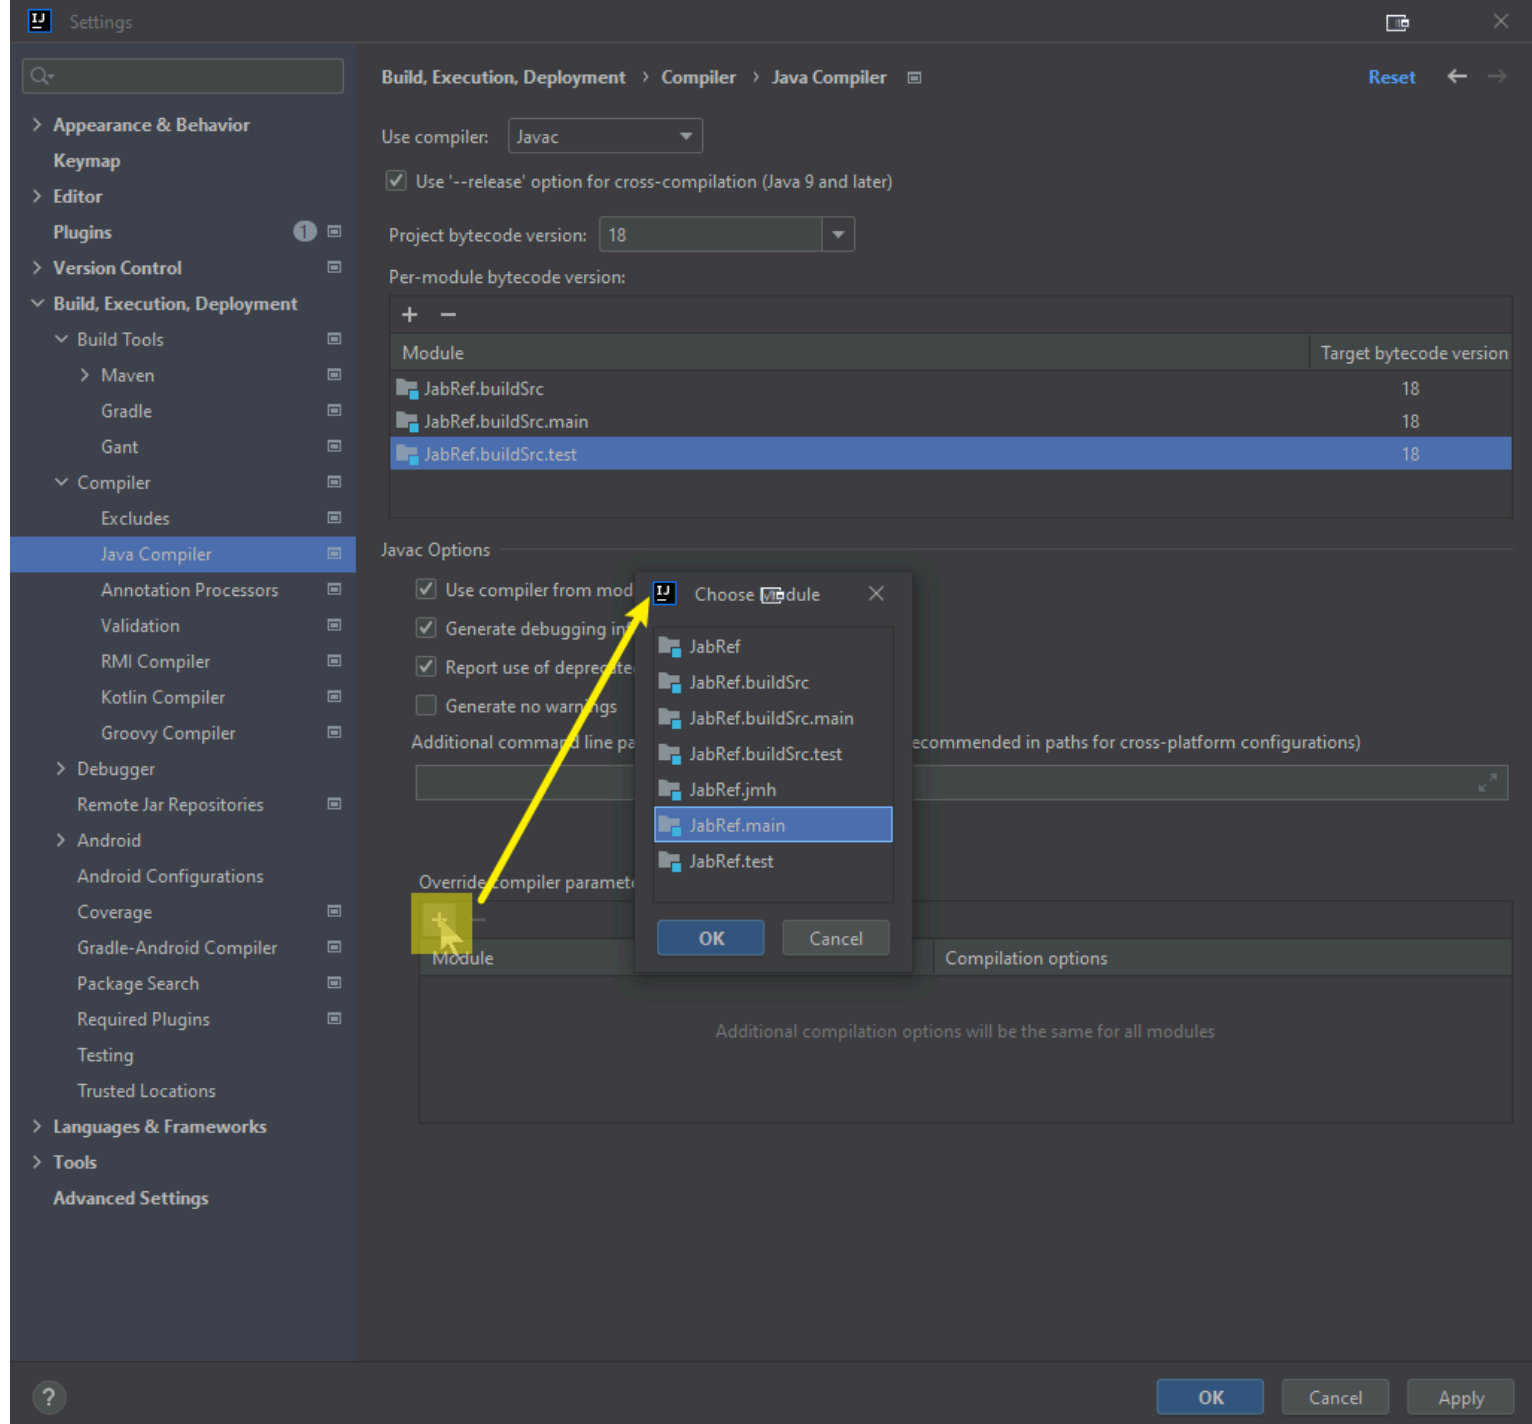 Settings
Build, Execution, Deployment › Compiler › Java Compiler
Reset
Appearance & Behavior
Keymap
Editor
Plugins 1
Version Control
Build, Execution, Deployment
Build Tools
Maven
Gradle
Gant
Compiler
Excludes
Java Compiler
Annotation Processors
Validation
RMI Compiler
Kotlin Compiler
Groovy Compiler
Debugger
Remote Jar Repositories
Android
Android Configurations
Coverage
Gradle-Android Compiler
Package Search
Required Plugins
Testing
Trusted Locations
Languages & Frameworks
Tools
Advanced Settings
Use compiler: Javac
Use '--release' option for cross-compilation (Java 9 and later)
Project bytecode version: 18
Per-module bytecode version:
+ −
Module Target bytecode version
JabRef.buildSrc 18
JabRef.buildSrc.main 18
JabRef.buildSrc.test 18
Javac Options
Use compiler from mod
Generate debugging inf
Report use of deprecate
Generate no warnings
Additional command line pa
ecommended in paths for cross-platform configurations)
Override compiler paramete
+ −
Module Compilation options
Additional compilation options will be the same for all modules
Choose Module
JabRef
JabRef.buildSrc
JabRef.buildSrc.main
JabRef.buildSrc.test
JabRef.jmh
JabRef.main
JabRef.test
OK Cancel
?
OK Cancel Apply